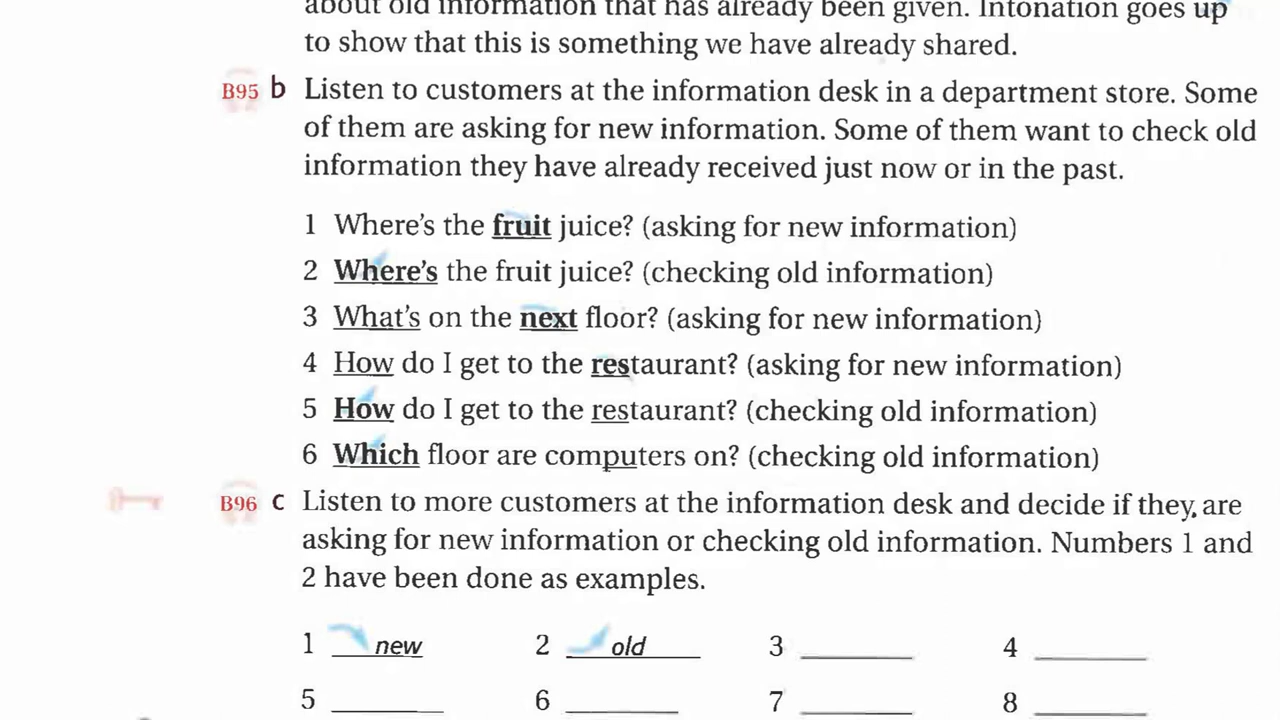 about old information that has already been given. Intonation goes up
to show that this is something we have already shared.
B95 b Listen to customers at the information desk in a department store. Some
of them are asking for new information. Some of them want to check old
information they have already received just now or in the past.
1 Where's the fruit juice? (asking for new information)
2 Where's the fruit juice? (checking old information)
3 What's on the next floor? (asking for new information)
4 How do I get to the restaurant? (asking for new information)
5 How do I get to the restaurant? (checking old information)
6 Which floor are computers on? (checking old information)
B96 c Listen to more customers at the information desk and decide if they are
asking for new information or checking old information. Numbers 1 and
2 have been done as examples.
1 new 2 old 3 4
5 6 7 8